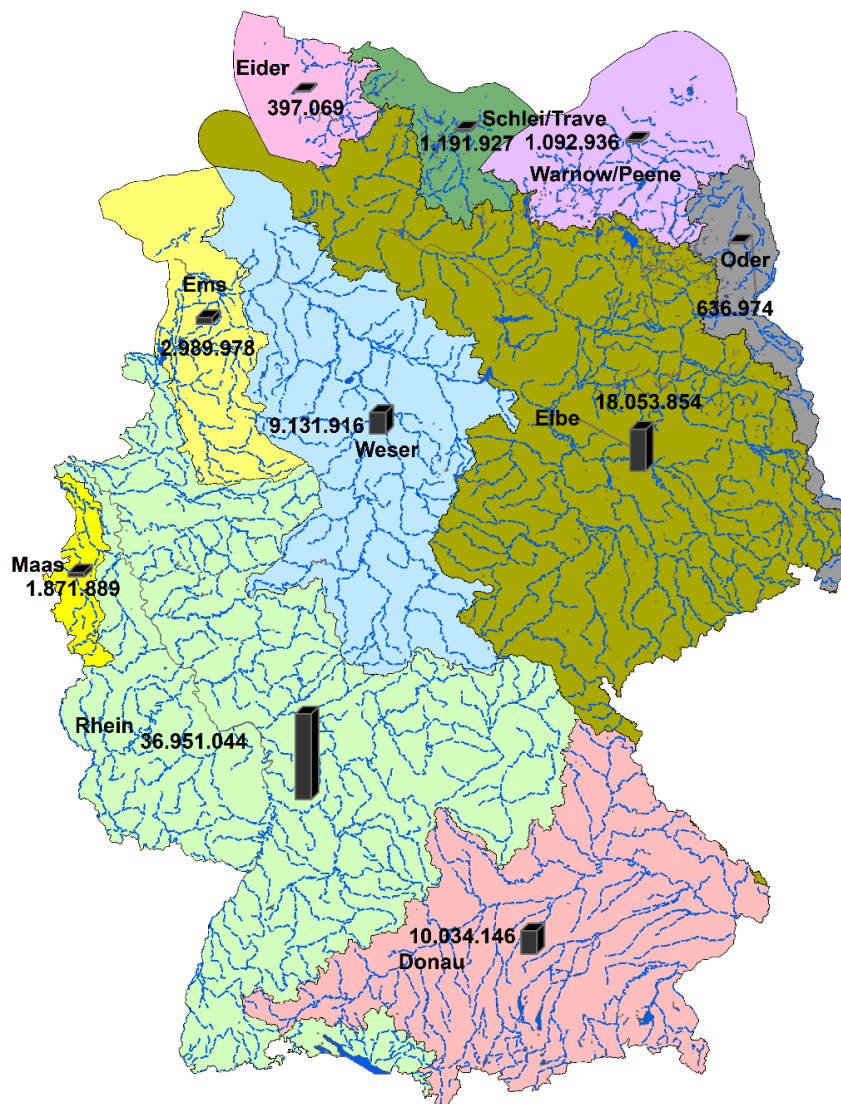 Eider
397.069
Schlei/Trave
1.191.927
1.092.936
Warnow/Peene
Oder
636.974
Ems
2.989.978
18.053.854
Elbe
9.131.916
Weser
Maas
1.871.889
Rhein
36.951.044
10.034.146
Donau